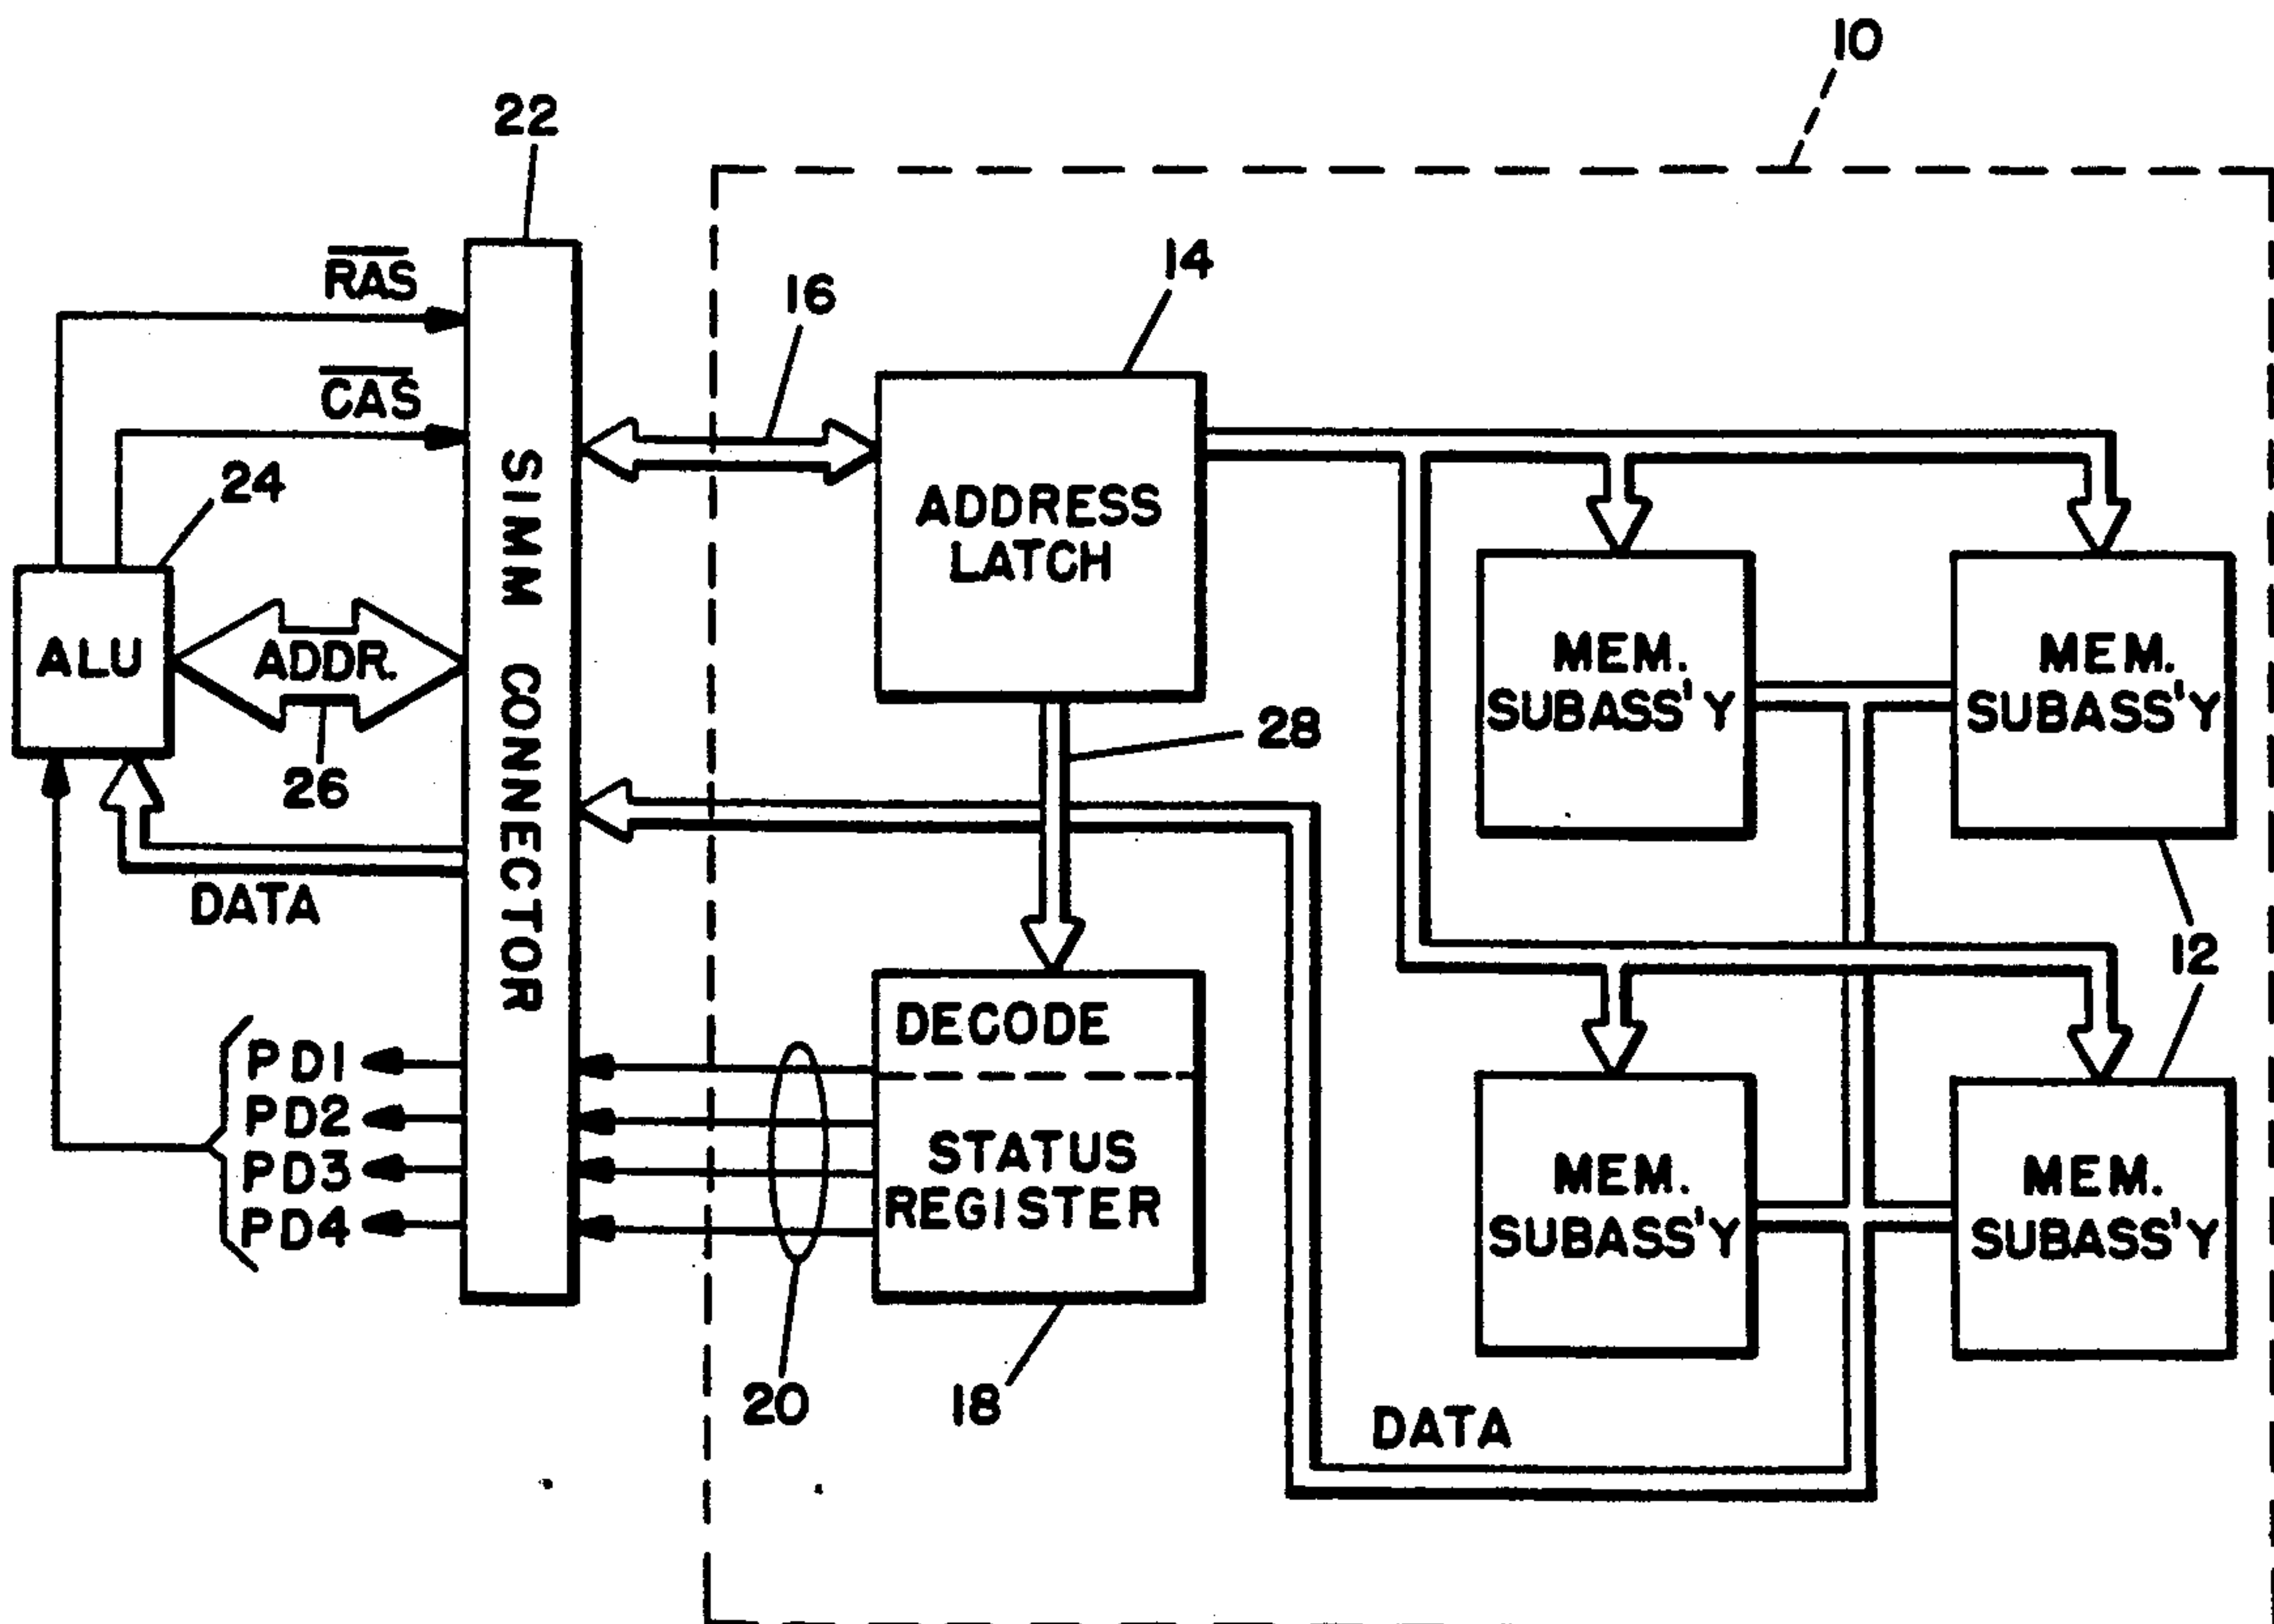 10
22
RAS
14
16
CAS
24
SIMM CONNECTOR
ADDRESS
LATCH
ALU
ADDR.
MEM.
SUBASS'Y
MEM.
SUBASS'Y
28
26
DATA
12
DECODE
PD1
PD2
PD3
PD4
STATUS
REGISTER
MEM.
SUBASS'Y
MEM.
SUBASS'Y
20
18
DATA